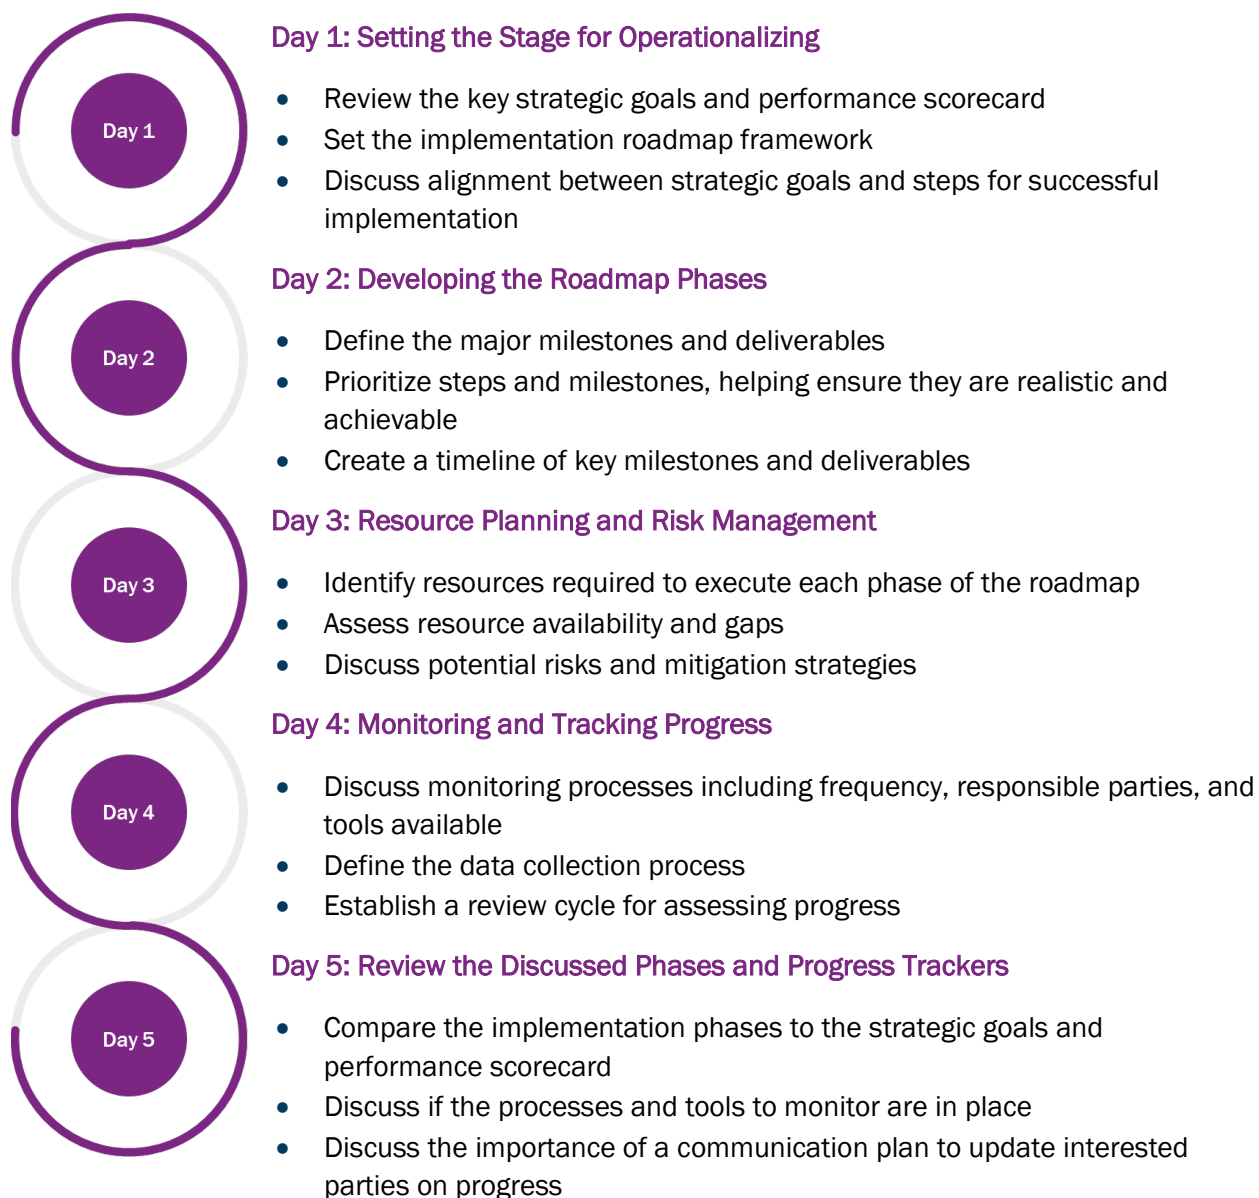 Day 1
Day 1: Setting the Stage for Operationalizing
• Review the key strategic goals and performance scorecard
• Set the implementation roadmap framework
• Discuss alignment between strategic goals and steps for successful
implementation
Day 2
Day 2: Developing the Roadmap Phases
• Define the major milestones and deliverables
• Prioritize steps and milestones, helping ensure they are realistic and
achievable
• Create a timeline of key milestones and deliverables
Day 3
Day 3: Resource Planning and Risk Management
• Identify resources required to execute each phase of the roadmap
• Assess resource availability and gaps
• Discuss potential risks and mitigation strategies
Day 4
Day 4: Monitoring and Tracking Progress
• Discuss monitoring processes including frequency, responsible parties, and
tools available
• Define the data collection process
• Establish a review cycle for assessing progress
Day 5
Day 5: Review the Discussed Phases and Progress Trackers
• Compare the implementation phases to the strategic goals and
performance scorecard
• Discuss if the processes and tools to monitor are in place
• Discuss the importance of a communication plan to update interested
parties on progress